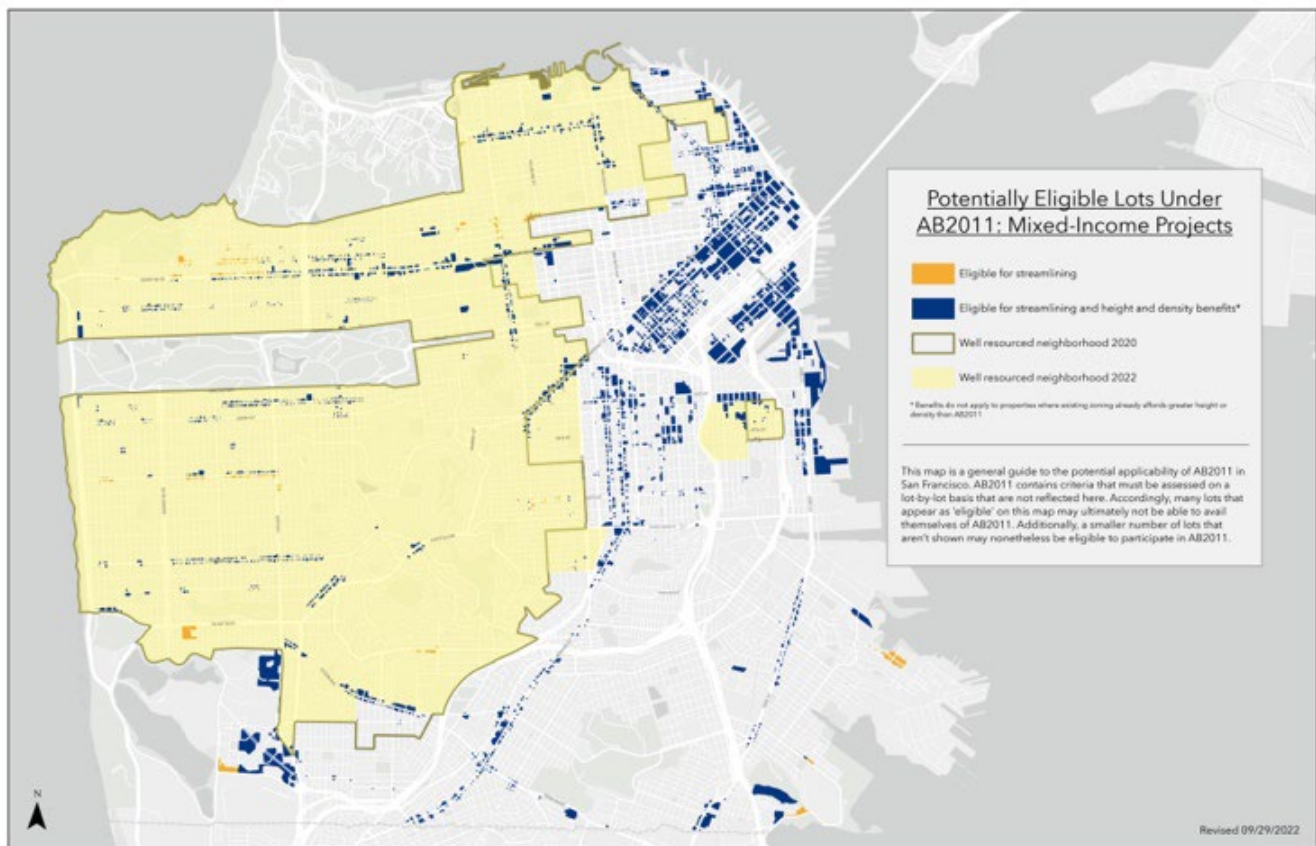 Potentially Eligible Lots Under
AB2011: Mixed-Income Projects
Eligible for streamlining
Eligible for streamlining and height and density benefits*
Well resourced neighborhood 2020
Well resourced neighborhood 2022
* Benefits do not apply to properties where existing zoning already affords greater height or
density than AB2011
This map is a general guide to the potential applicability of AB2011 in
San Francisco. AB2011 contains criteria that must be assessed on a
lot-by-lot basis that are not reflected here. Accordingly, many lots that
appear as 'eligible' on this map may ultimately not be able to avail
themselves of AB2011. Additionally, a smaller number of lots that
aren't shown may nonetheless be eligible to participate in AB2011.
N
Revised 09/29/2022